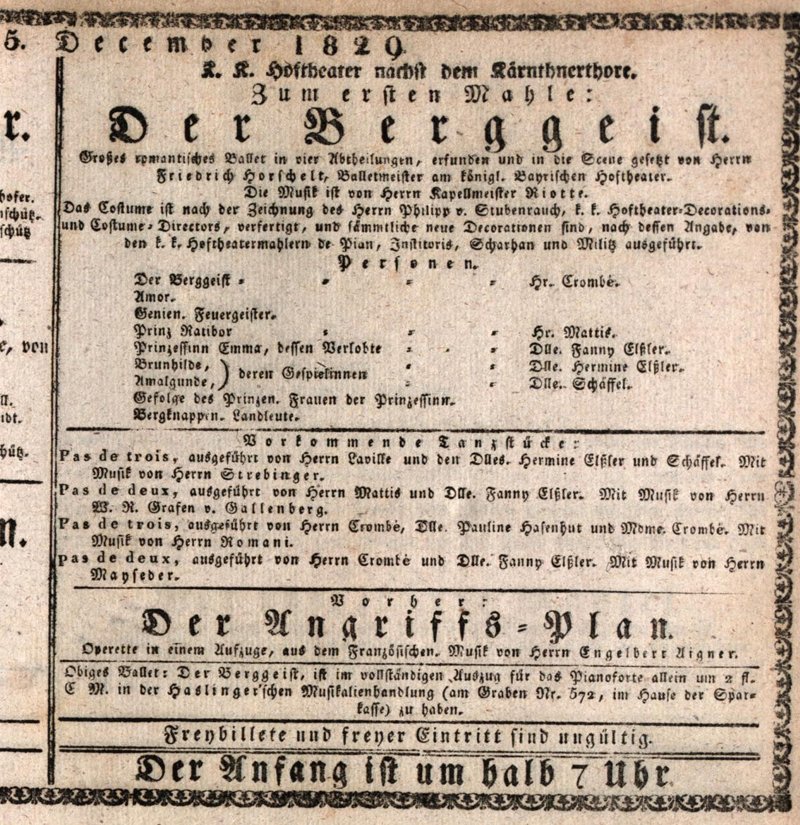 5. December 1829
K. K. Hoftheater nächst dem Kärnthnerthore.
Zum ersten Mahle:
Der Berggeist.
Großes romantisches Ballet in vier Abtheilungen, erfunden und in die Scene gesetzt von Herrn
Friedrich Horschelt, Balletmeister am königl. Bayrischen Hoftheater.
Die Musik ist von Herrn Kapellmeister Riotte.
Das Costume ist nach der Zeichnung des Herrn Philipp v. Stubenrauch, k. k. Hoftheater-Decorations-
und Costume-Directors, verfertigt, und sämmtliche neue Decorationen sind, nach dessen Angabe, von
den k. k. Hoftheatermahlern de Pian, Institoris, Scharhan und Militz ausgeführt.
Personen.
Der Berggeist - - - - Hr. Crombé.
Amor.
Genien. Feuergeister.
Prinz Ratibor - - - Hr. Mattis.
Prinzessinn Emma, dessen Verlobte - - - Dlle. Fanny Elßler.
Brunhilde, ) deren Gespielinnen - - Dlle. Hermine Elßler.
Amalgunde, ) - - Dlle. Schäffel.
Gefolge des Prinzen. Frauen der Prinzessinn.
Bergknappen. Landleute.
Vorkommende Tanzstücke:
Pas de trois, ausgeführt von Herrn Laville und den Dlles. Hermine Elßler und Schäffel. Mit
Musik von Herrn Strebinger.
Pas de deux, ausgeführt von Herrn Mattis und Dlle. Fanny Elßler. Mit Musik von Herrn
W. R. Grafen v. Gallenberg.
Pas de trois, ausgeführt von Herrn Crombé, Dlle. Pauline Hasenhut und Mdme. Crombé. Mit
Musik von Herrn Romani.
Pas de deux, ausgeführt von Herrn Crombé und Dlle. Fanny Elßler. Mit Musik von Herrn
Mayseder.
Vorher:
Der Angriffs-Plan.
Operette in einem Aufzuge, aus dem Französischen. Musik von Herrn Engelbert Aigner.
Obiges Ballet: Der Berggeist, ist im vollständigen Auszug für das Pianoforte allein um 2 fl.
C M. in der Haslinger'schen Musikalienhandlung (am Graben Nr. 572, im Hause der Spar-
kasse) zu haben.
Freybillete und freyer Eintritt sind ungültig.
Der Anfang ist um halb 7 Uhr
r.
hofer.
schütz
e, von
ll.
idt.
hütz.
n.